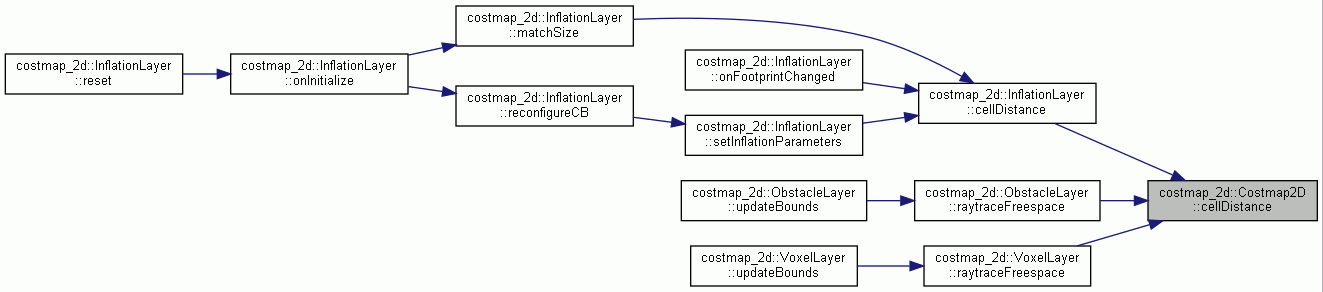 costmap_2d::InflationLayer
::reset
costmap_2d::InflationLayer
::onInitialize
costmap_2d::InflationLayer
::matchSize
costmap_2d::InflationLayer
::reconfigureCB
costmap_2d::InflationLayer
::onFootprintChanged
costmap_2d::InflationLayer
::setInflationParameters
costmap_2d::InflationLayer
::cellDistance
costmap_2d::ObstacleLayer
::updateBounds
costmap_2d::ObstacleLayer
::raytraceFreespace
costmap_2d::Costmap2D
::cellDistance
costmap_2d::VoxelLayer
::updateBounds
costmap_2d::VoxelLayer
::raytraceFreespace